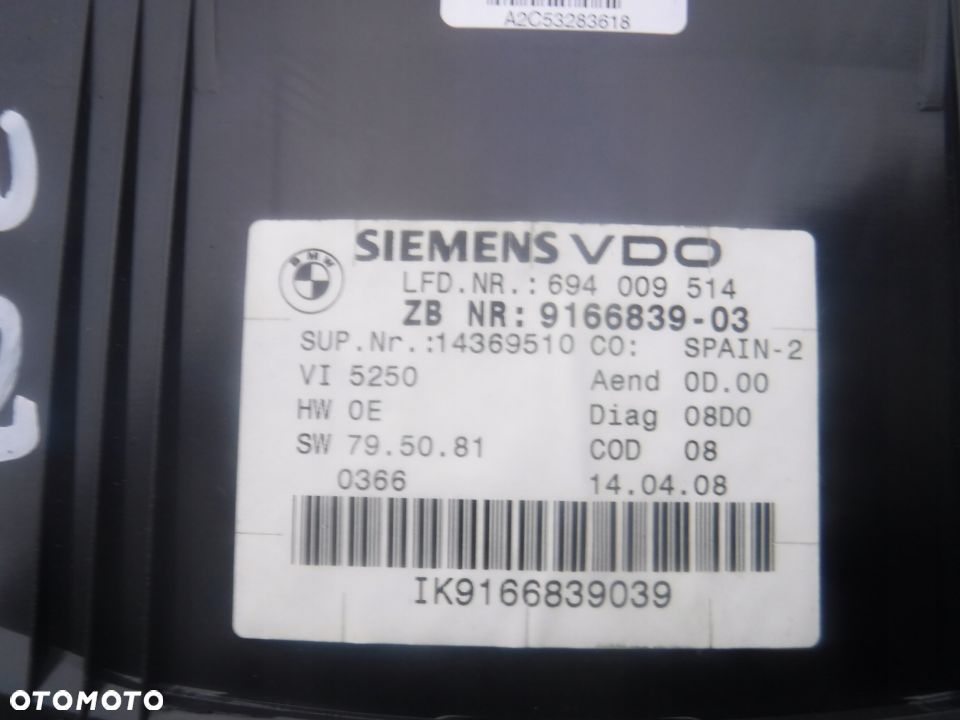 A2C53283618
BMW
SIEMENS VDO
LFD.NR.: 694 009 514
ZB NR: 9166839-03
SUP.Nr.:14369510 CO: SPAIN-2
VI 5250 Aend 0D.00
HW 0E Diag 08D0
SW 79.50.81 COD 08
0366 14.04.08
IK9166839039
OTOMOTO